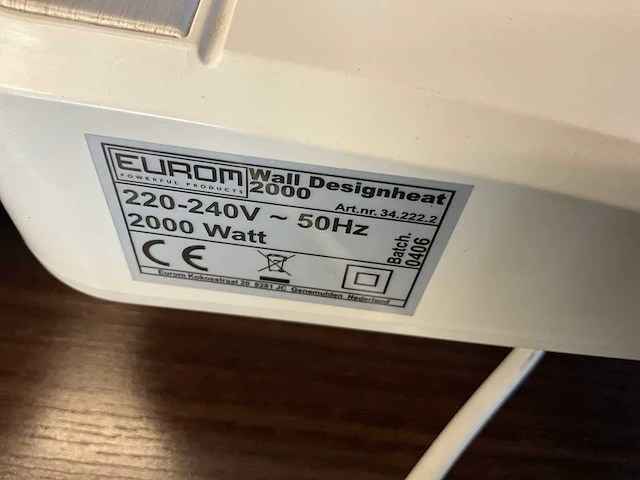 EUROM
POWERFUL PRODUCTS
Wall Designheat
2000
Art.nr. 34.222.2
220-240V ~ 50Hz
2000 Watt
Batch.
0406
CE
Eurom Kokosstraat 20 8281 JC Genemuiden Nederland